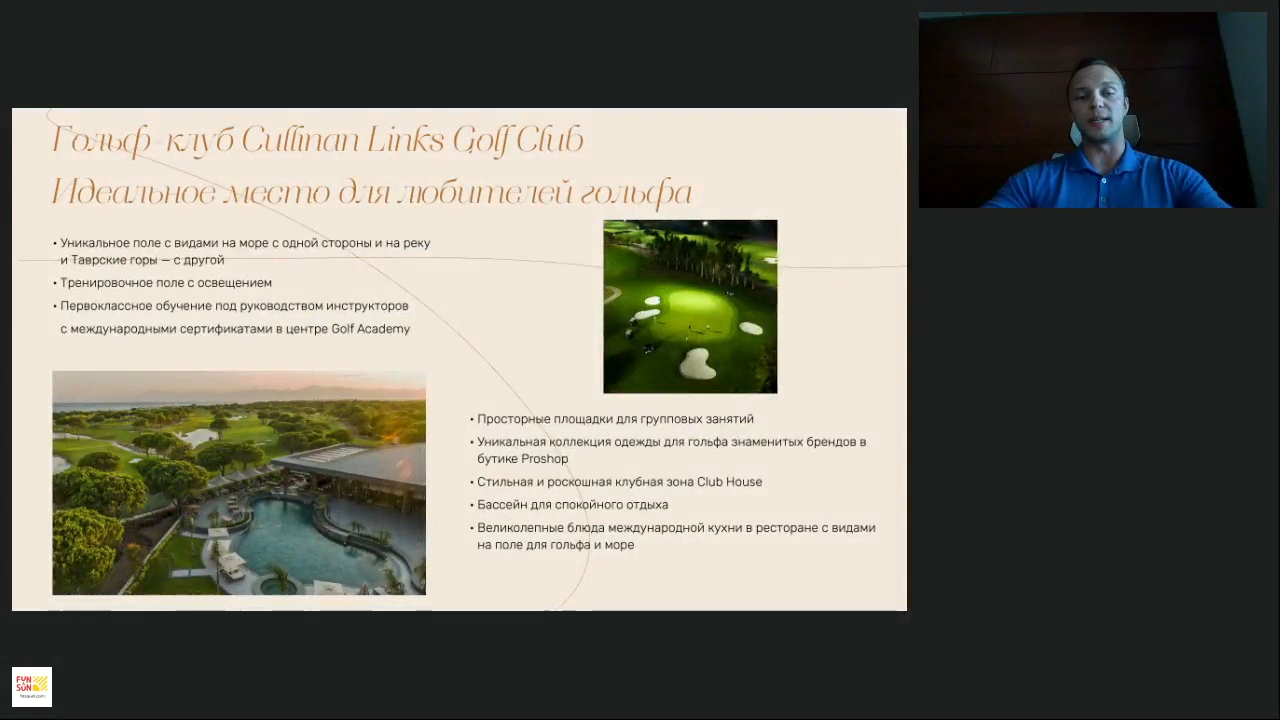 Гольф-клуб Cullinan Links Golf Club
Идеальное место для любителей гольфа
• Уникальное поле с видами на море с одной стороны и на реку
и Таврские горы — с другой
• Тренировочное поле с освещением
• Первоклассное обучение под руководством инструкторов
с международными сертификатами в центре Golf Academy
• Просторные площадки для групповых занятий
• Уникальная коллекция одежды для гольфа знаменитых брендов в
бутике Proshop
• Стильная и роскошная клубная зона Club House
• Бассейн для спокойного отдыха
• Великолепные блюда международной кухни в ресторане с видами
на поле для гольфа и море
FUN
SUN